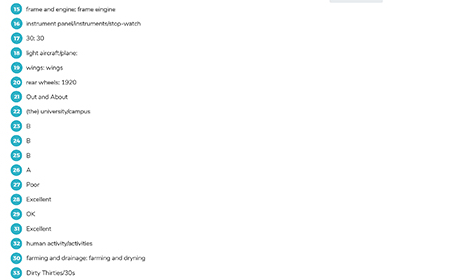 15 frame and engine: frame eingine
16 instrument panel/instruments/stop-watch
17 30: 30
18 light aircraft/plane:
19 wings: wings
20 rear wheels: 1920
21 Out and About
22 (the) university/campus
23 B
24 B
25 B
26 A
27 Poor
28 Excellent
29 OK
31 Excellent
32 human activity/activities
30 farming and drainage: farming and dryning
33 Dirty Thirties/30s